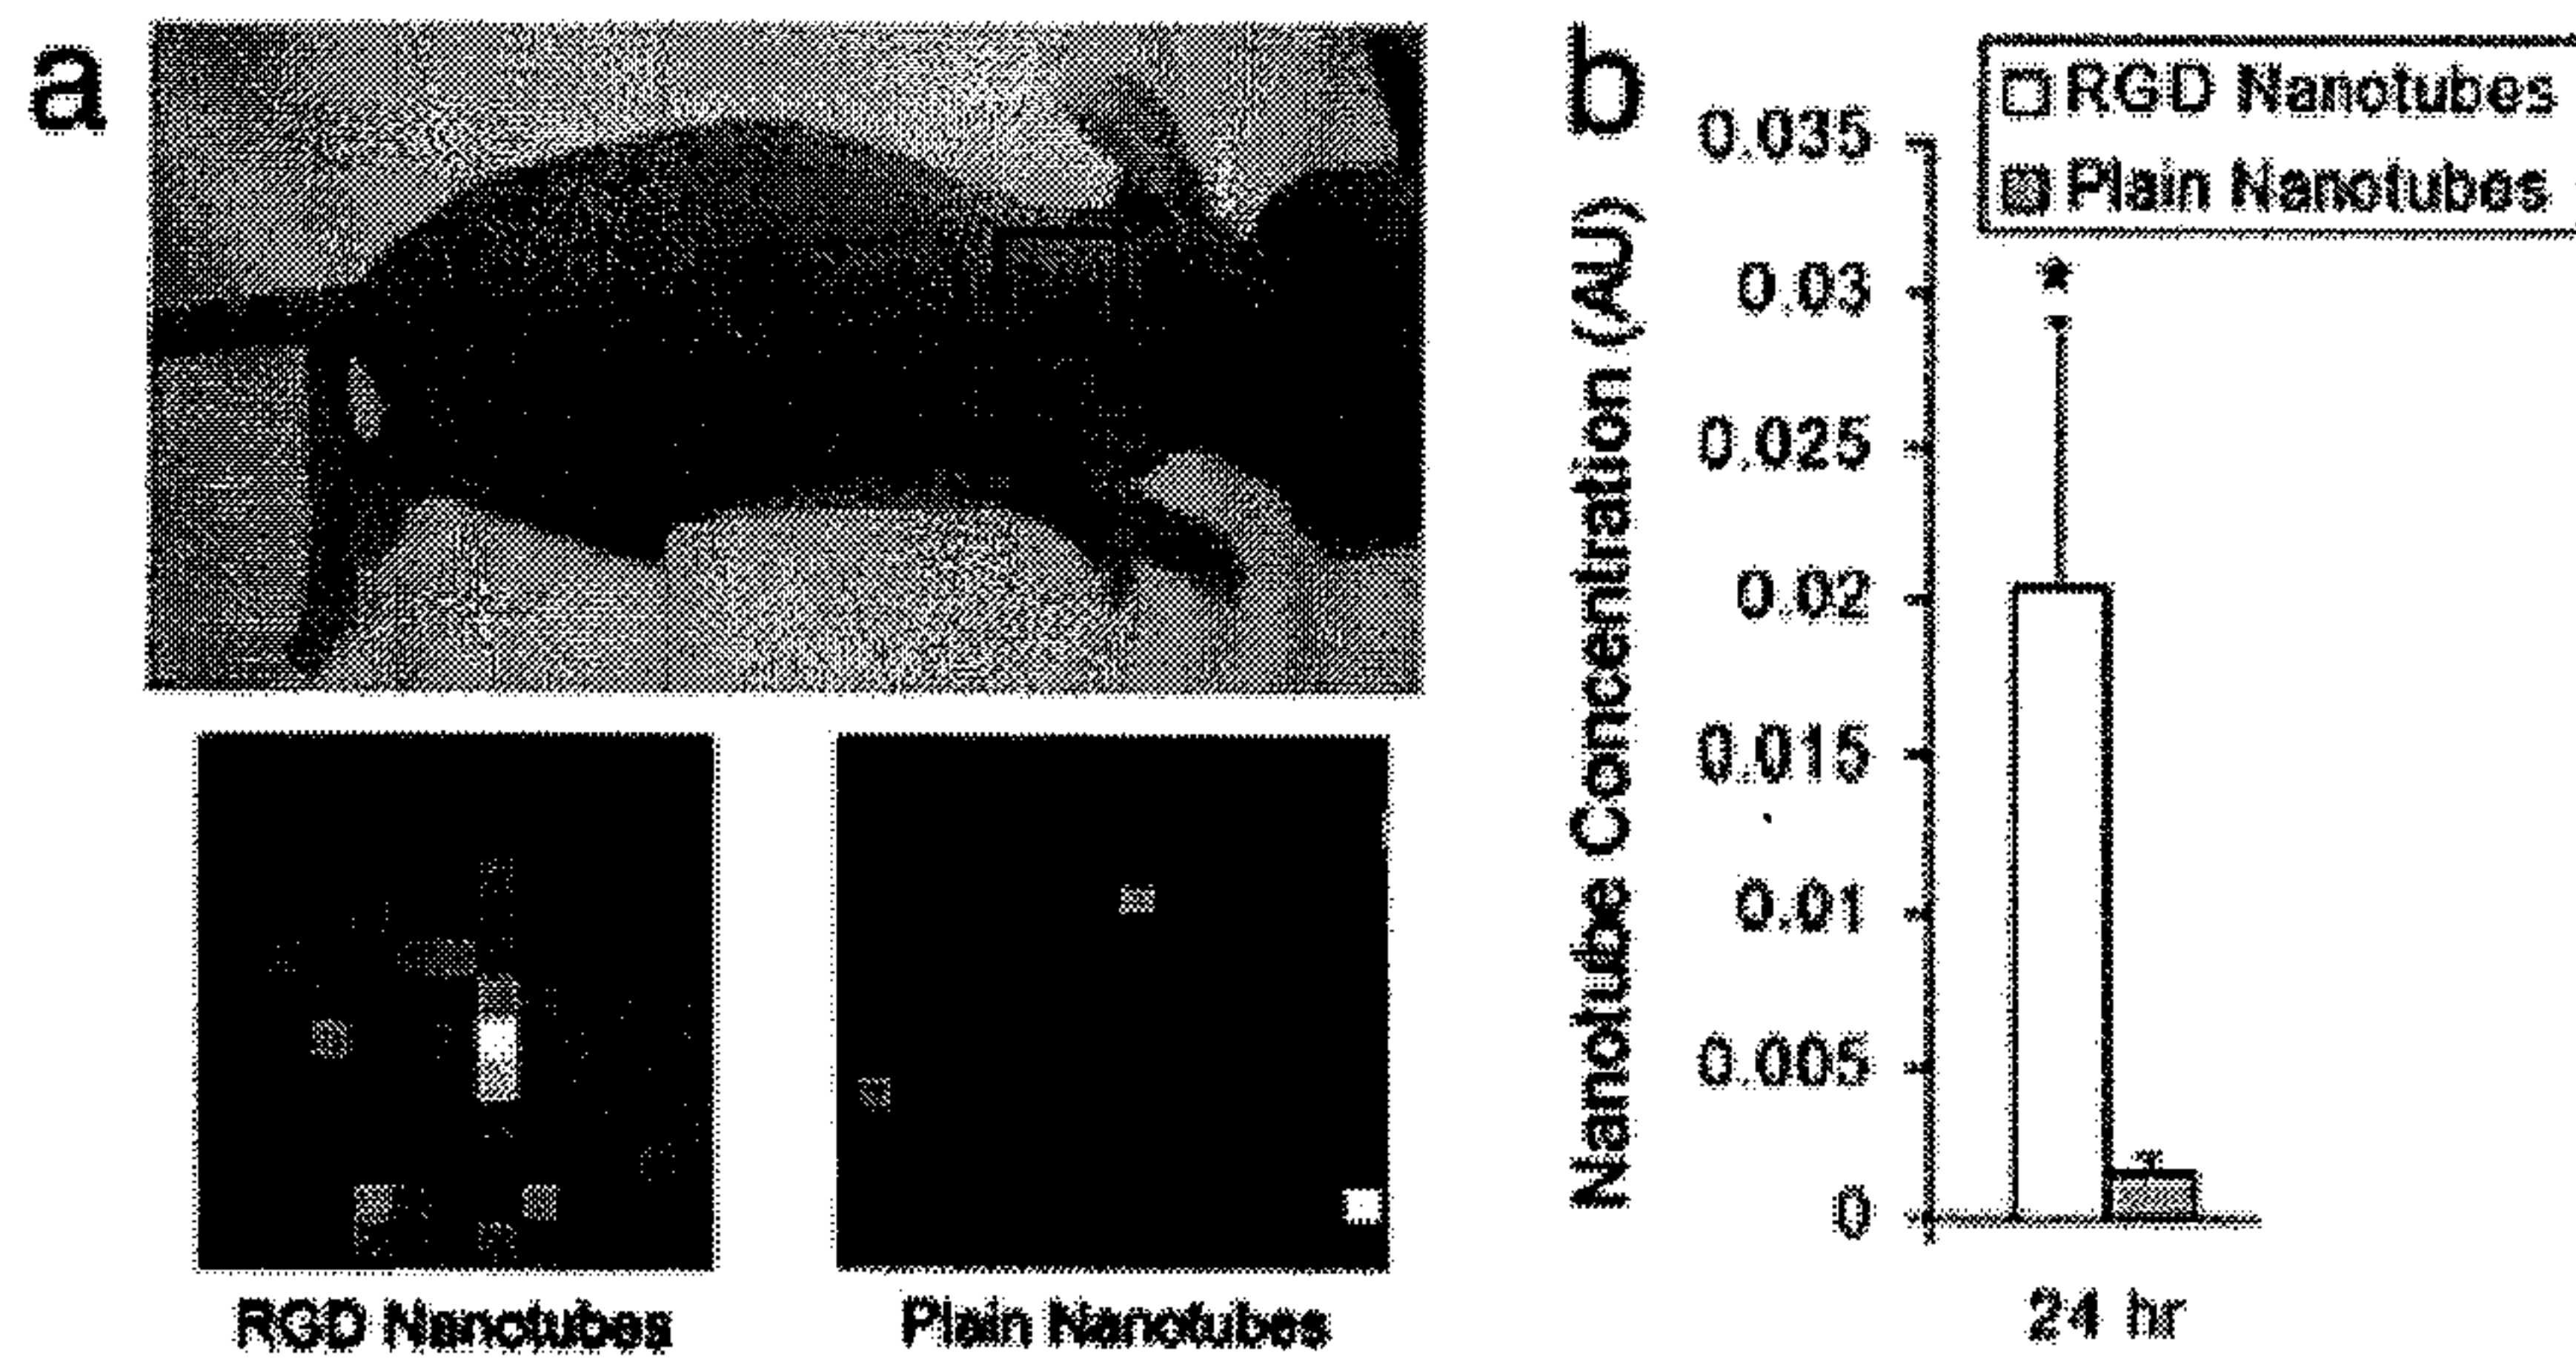 a
RGD Nanotubes
Plain Nanotubes
b
RGD Nanotubes
Plain Nanotubes
Nanotube Concentration (AU)
0.035
0.03
0.025
0.02
0.015
0.01
0.005
0
*
24 hr